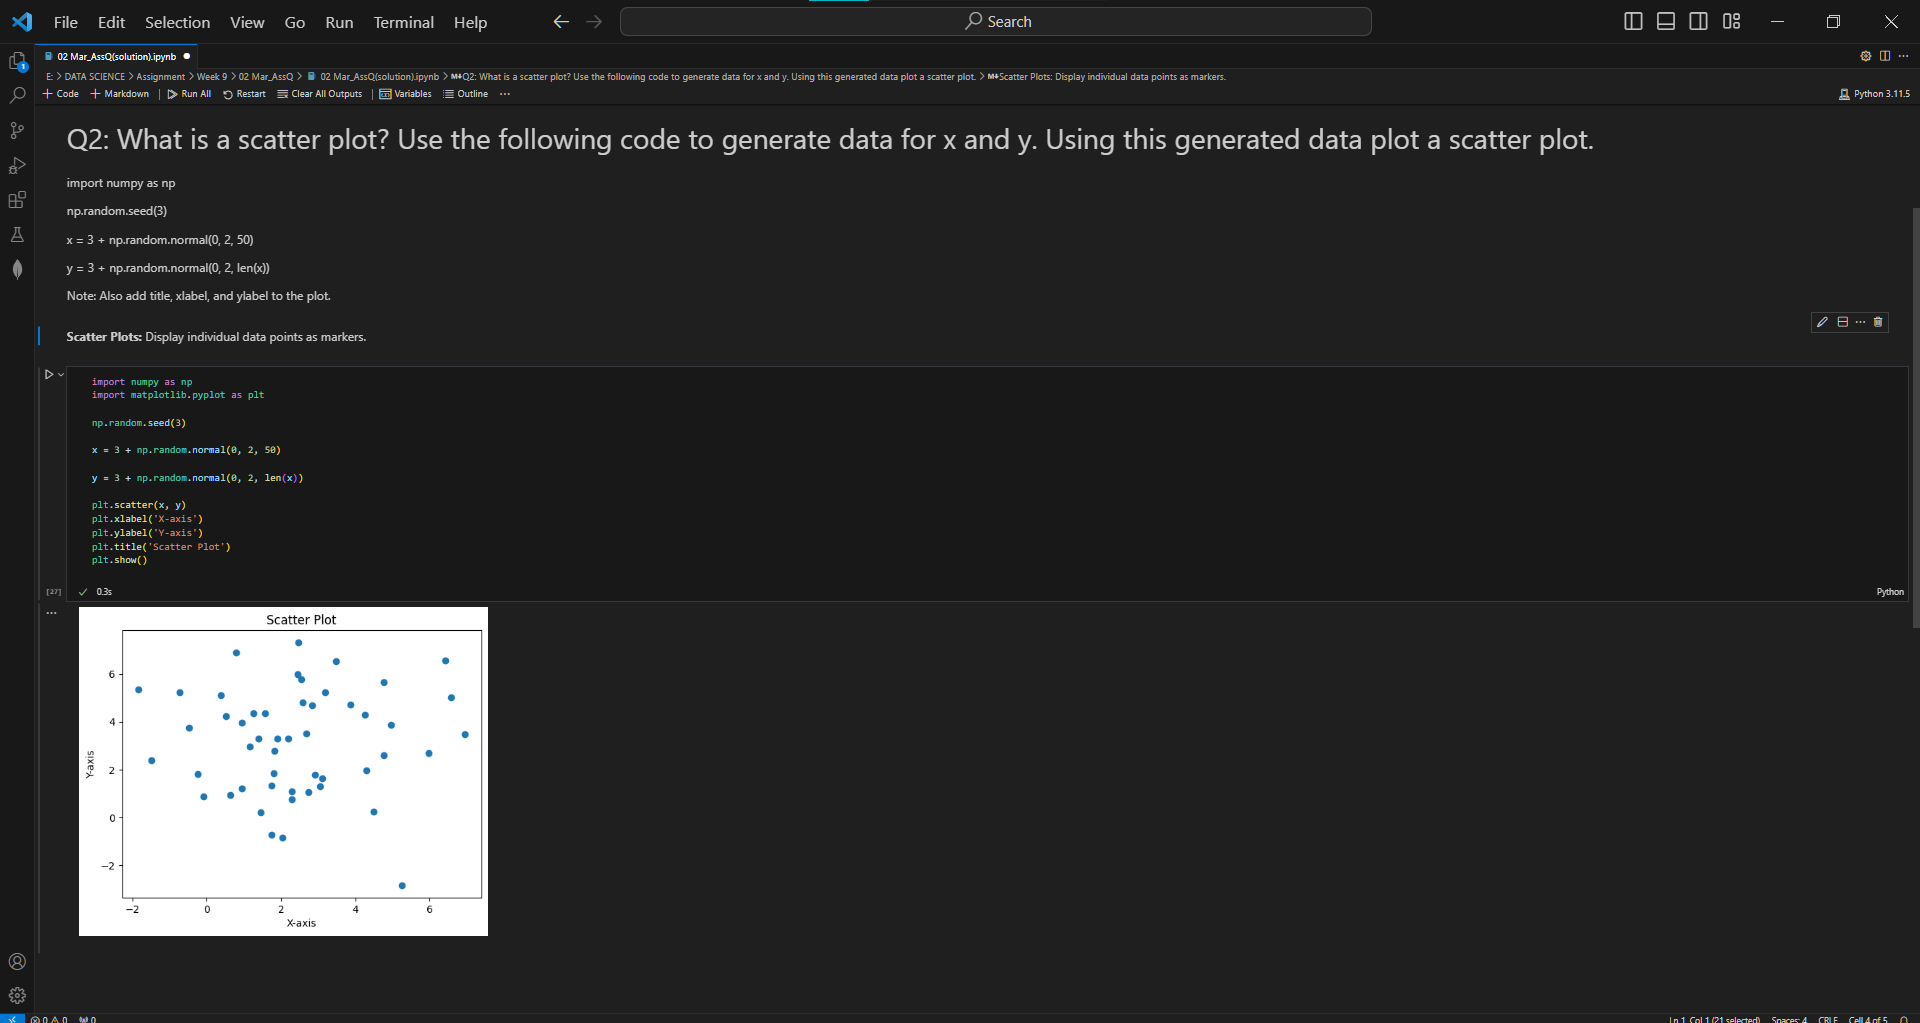 File Edit Selection View Go Run Terminal Help
Search
02 Mar_AssQ(solution).ipynb
E: > DATA SCIENCE > Assignment > Week 9 > 02 Mar_AssQ > 02 Mar_AssQ(solution).ipynb > M↓Q2: What is a scatter plot? Use the following code to generate data for x and y. Using this generated data plot a scatter plot. > M↓Scatter Plots: Display individual data points as markers.
+ Code + Markdown | Run All Restart Clear All Outputs | Variables Outline ...
Python 3.11.5
Q2: What is a scatter plot? Use the following code to generate data for x and y. Using this generated data plot a scatter plot.
import numpy as np
np.random.seed(3)
x = 3 + np.random.normal(0, 2, 50)
y = 3 + np.random.normal(0, 2, len(x))
Note: Also add title, xlabel, and ylabel to the plot.
Scatter Plots: Display individual data points as markers.
import numpy as np
import matplotlib.pyplot as plt
np.random.seed(3)
x = 3 + np.random.normal(0, 2, 50)
y = 3 + np.random.normal(0, 2, len(x))
plt.scatter(x, y)
plt.xlabel('X-axis')
plt.ylabel('Y-axis')
plt.title('Scatter Plot')
plt.show()
[27] 0.3s
Python
Scatter Plot
6
4
2
0
−2
Y-axis
−2 0 2 4 6
X-axis
1
0 0 0
Ln 1, Col 1 (21 selected) Spaces: 4 CRLF Cell 4 of 5